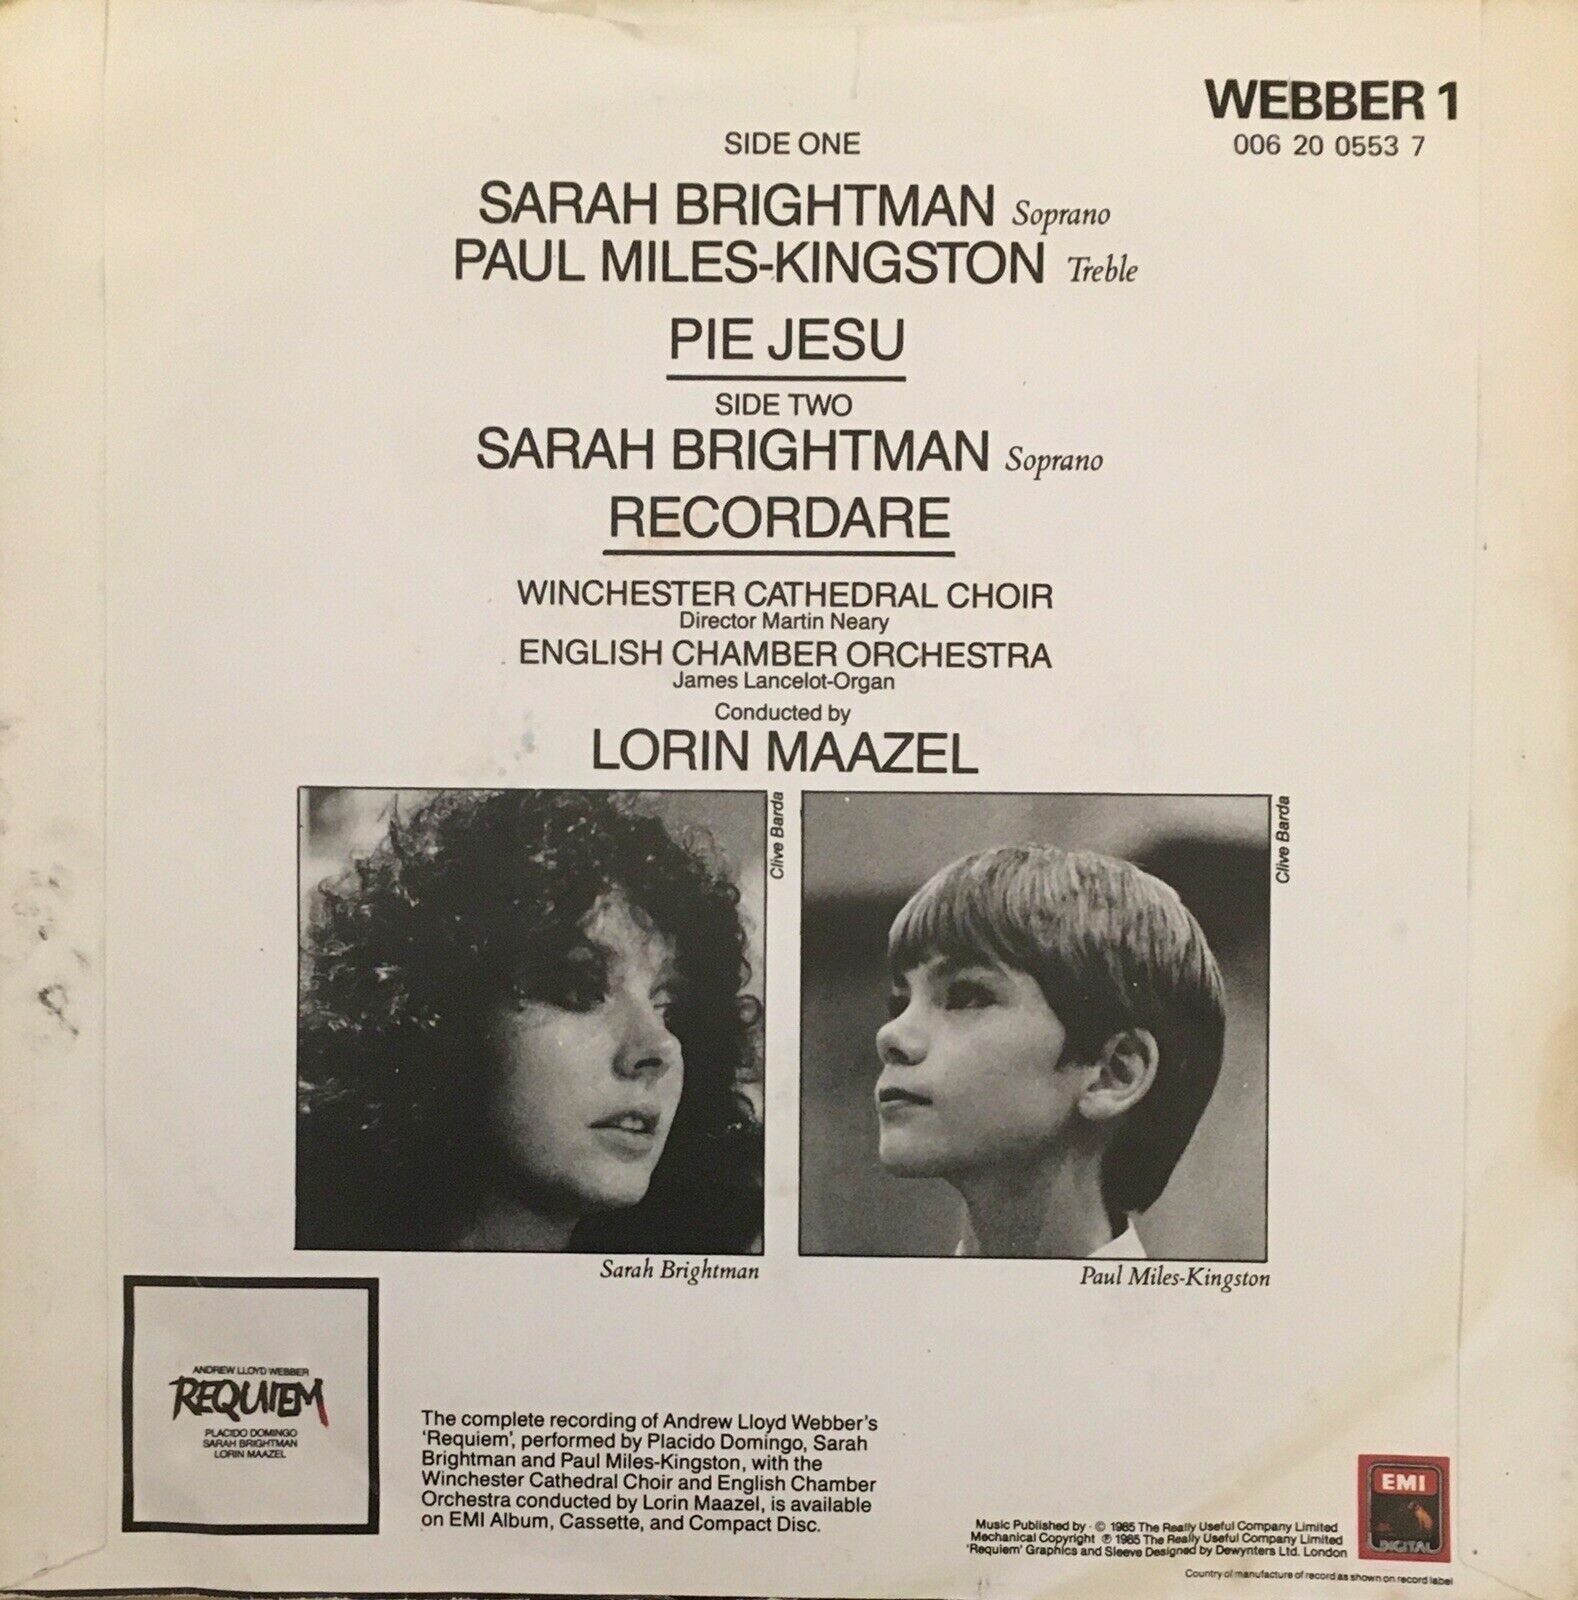 WEBBER 1
006 20 0553 7
SIDE ONE
SARAH BRIGHTMAN Soprano
PAUL MILES-KINGSTON Treble
PIE JESU
SIDE TWO
SARAH BRIGHTMAN Soprano
RECORDARE
WINCHESTER CATHEDRAL CHOIR
Director Martin Neary
ENGLISH CHAMBER ORCHESTRA
James Lancelot-Organ
Conducted by
LORIN MAAZEL
Clive Barda
Clive Barda
Sarah Brightman
Paul Miles-Kingston
ANDREW LLOYD WEBBER
REQUIEM
PLACIDO DOMINGO
SARAH BRIGHTMAN
LORIN MAAZEL
The complete recording of Andrew Lloyd Webber's
'Requiem', performed by Placido Domingo, Sarah
Brightman and Paul Miles-Kingston, with the
Winchester Cathedral Choir and English Chamber
Orchestra conducted by Lorin Maazel, is available
on EMI Album, Cassette, and Compact Disc.
EMI
DIGITAL
Music Published by · © 1985 The Really Useful Company Limited
Mechanical Copyright ℗ 1985 The Really Useful Company Limited
'Requiem' Graphics and Sleeve Designed by Dewynters Ltd. London
Country of manufacture of record as shown on record label